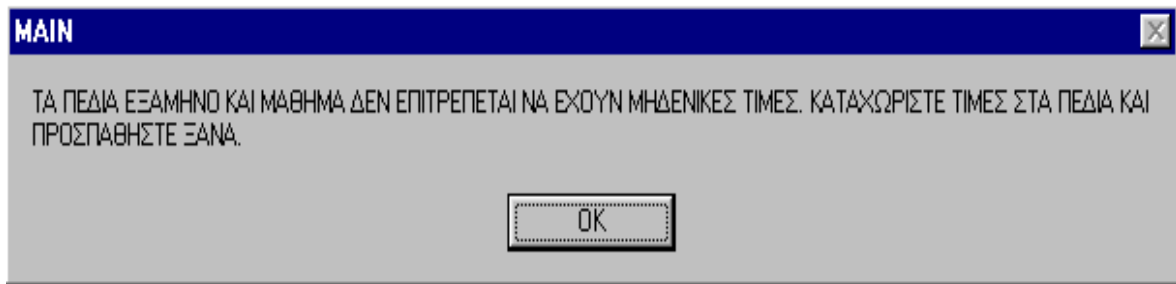 MAIN
ΤΑ ΠΕΔΙΑ ΕΞΑΜΗΝΟ ΚΑΙ ΜΑΘΗΜΑ ΔΕΝ ΕΠΙΤΡΕΠΕΤΑΙ ΝΑ ΕΧΟΥΝ ΜΗΔΕΝΙΚΕΣ ΤΙΜΕΣ. ΚΑΤΑΧΩΡΙΣΤΕ ΤΙΜΕΣ ΣΤΑ ΠΕΔΙΑ ΚΑΙ
ΠΡΟΣΠΑΘΗΣΤΕ ΞΑΝΑ.
OK